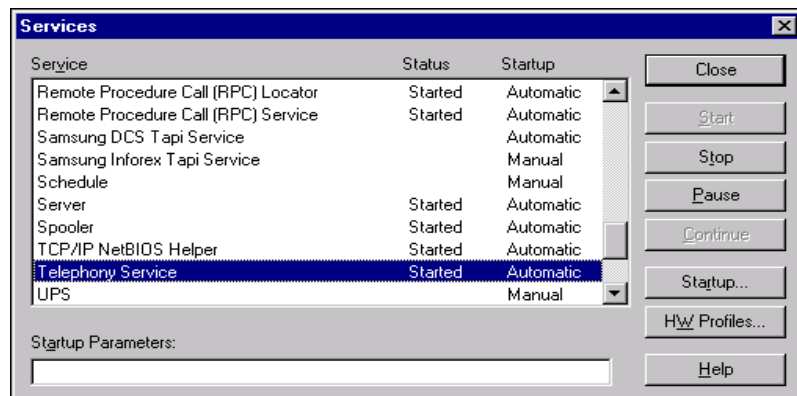 Services
Service Status Startup
Remote Procedure Call (RPC) Locator Started Automatic
Remote Procedure Call (RPC) Service Started Automatic
Samsung DCS Tapi Service Automatic
Samsung Inforex Tapi Service Manual
Schedule Manual
Server Started Automatic
Spooler Started Automatic
TCP/IP NetBIOS Helper Started Automatic
Telephony Service Started Automatic
UPS Manual
Startup Parameters:
Close
Start
Stop
Pause
Continue
Startup...
HW Profiles...
Help